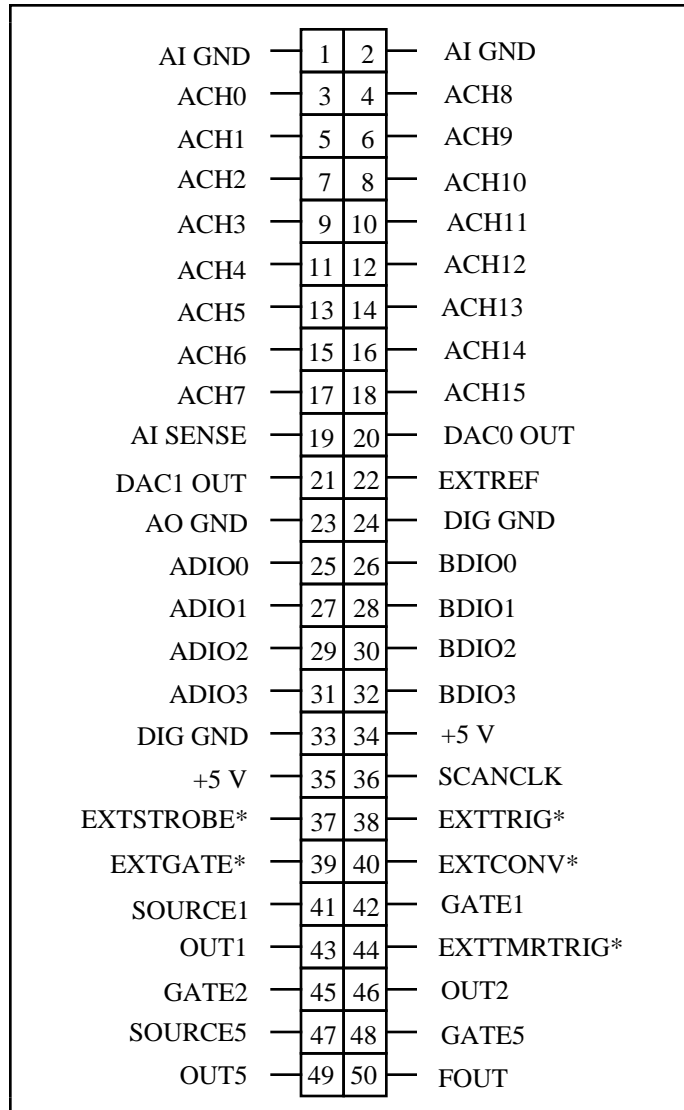 AI GND 1 2 AI GND
ACH0 3 4 ACH8
ACH1 5 6 ACH9
ACH2 7 8 ACH10
ACH3 9 10 ACH11
ACH4 11 12 ACH12
ACH5 13 14 ACH13
ACH6 15 16 ACH14
ACH7 17 18 ACH15
AI SENSE 19 20 DAC0 OUT
DAC1 OUT 21 22 EXTREF
AO GND 23 24 DIG GND
ADIO0 25 26 BDIO0
ADIO1 27 28 BDIO1
ADIO2 29 30 BDIO2
ADIO3 31 32 BDIO3
DIG GND 33 34 +5 V
+5 V 35 36 SCANCLK
EXTSTROBE* 37 38 EXTTRIG*
EXTGATE* 39 40 EXTCONV*
SOURCE1 41 42 GATE1
OUT1 43 44 EXTTMRTRIG*
GATE2 45 46 OUT2
SOURCE5 47 48 GATE5
OUT5 49 50 FOUT